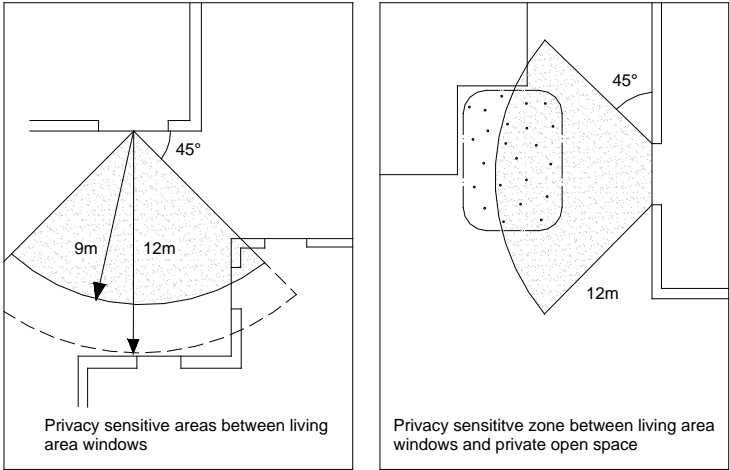 45°
9m
12m
Privacy sensitive areas between living
area windows
45°
12m
Privacy sensititve zone between living area
windows and private open space